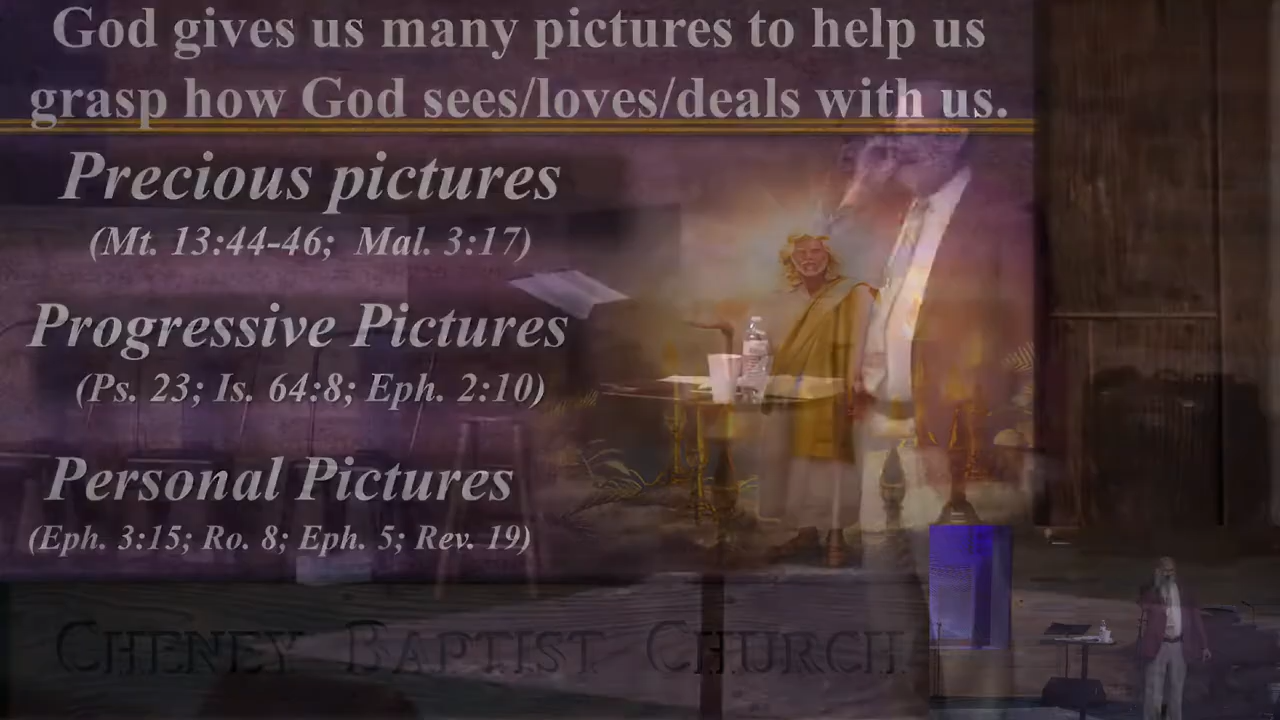 God gives us many pictures to help us
grasp how God sees/loves/deals with us.
Precious pictures
(Mt. 13:44-46; Mal. 3:17)
Progressive Pictures
(Ps. 23; Is. 64:8; Eph. 2:10)
Personal Pictures
(Eph. 3:15; Ro. 8; Eph. 5; Rev. 19)
CHENEY BAPTIST CHURCH